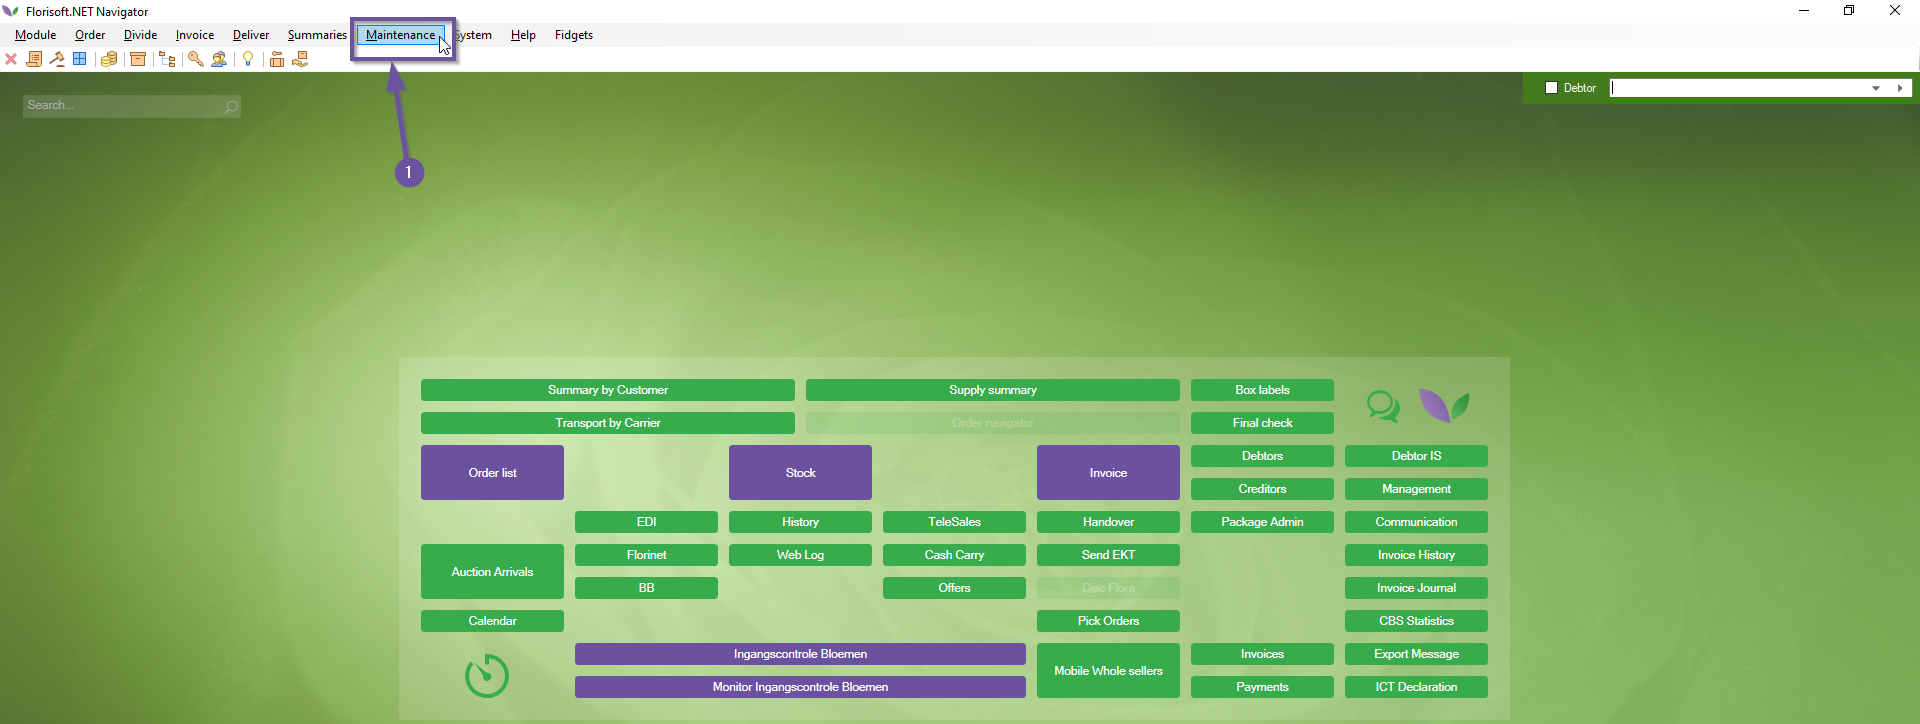 Florisoft.NET Navigator
Module Order Divide Invoice Deliver Summaries Maintenance System Help Fidgets
Search...
Debtor
1
Summary by Customer Supply summary Box labels
Transport by Carrier Order navigator Final check
Order list Stock Invoice Debtors Debtor IS
Creditors Management
EDI History TeleSales Handover Package Admin Communication
Auction Arrivals Florinet Web Log Cash Carry Send EKT Invoice History
BB Offers Disc Flora Invoice Journal
Calendar Pick Orders CBS Statistics
Ingangscontrole Bloemen Mobile Whole sellers Invoices Export Message
Monitor Ingangscontrole Bloemen Payments ICT Declaration